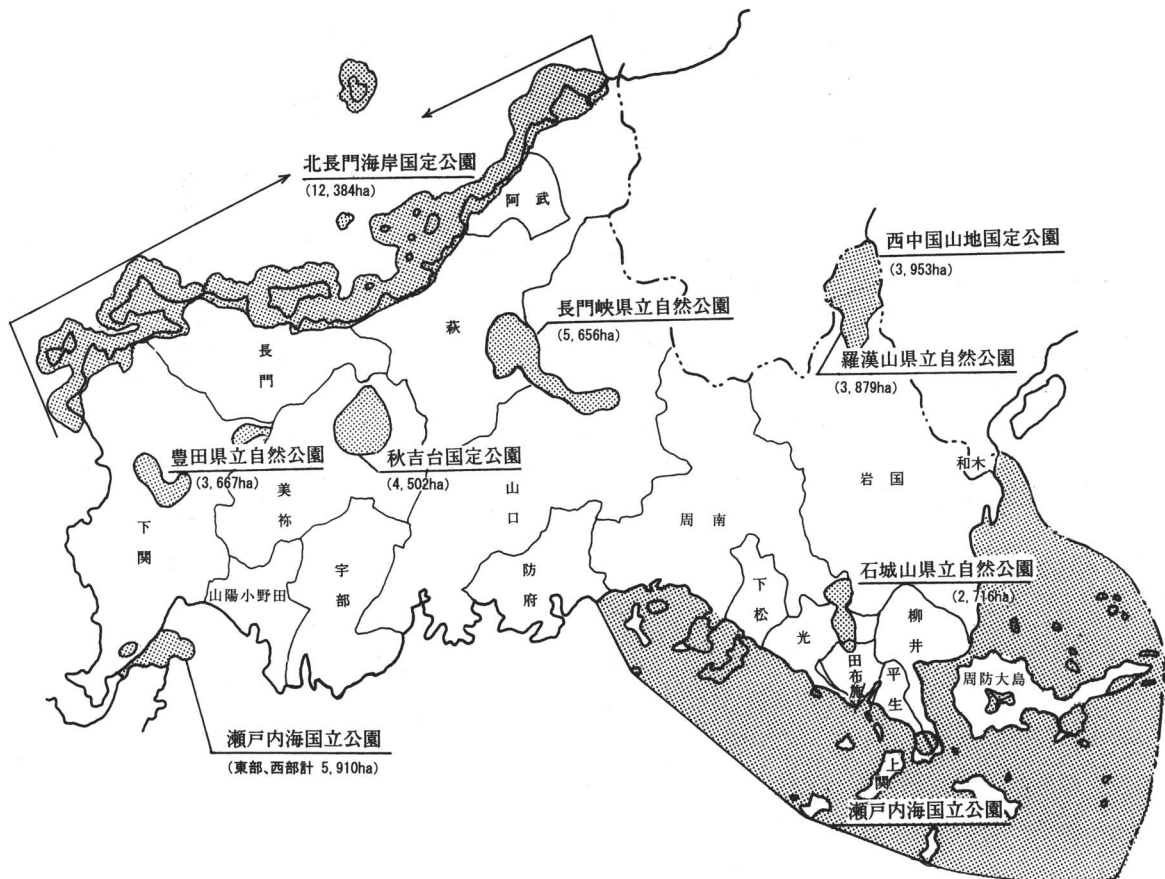 北長門海岸国定公園
(12,384ha)
阿武
西中国山地国定公園
(3,953ha)
萩
長門峡県立自然公園
(5,656ha)
長門
羅漢山県立自然公園
(3,879ha)
豊田県立自然公園
(3,667ha)
秋吉台国定公園
(4,502ha)
和木
岩国
美祢
山口
周南
下関
宇部
防府
石城山県立自然公園
(2,716ha)
山陽小野田
下松
光
柳井
田布施
平生
周防大島
瀬戸内海国立公園
(東部、西部計 5,910ha)
上関
瀬戸内海国立公園